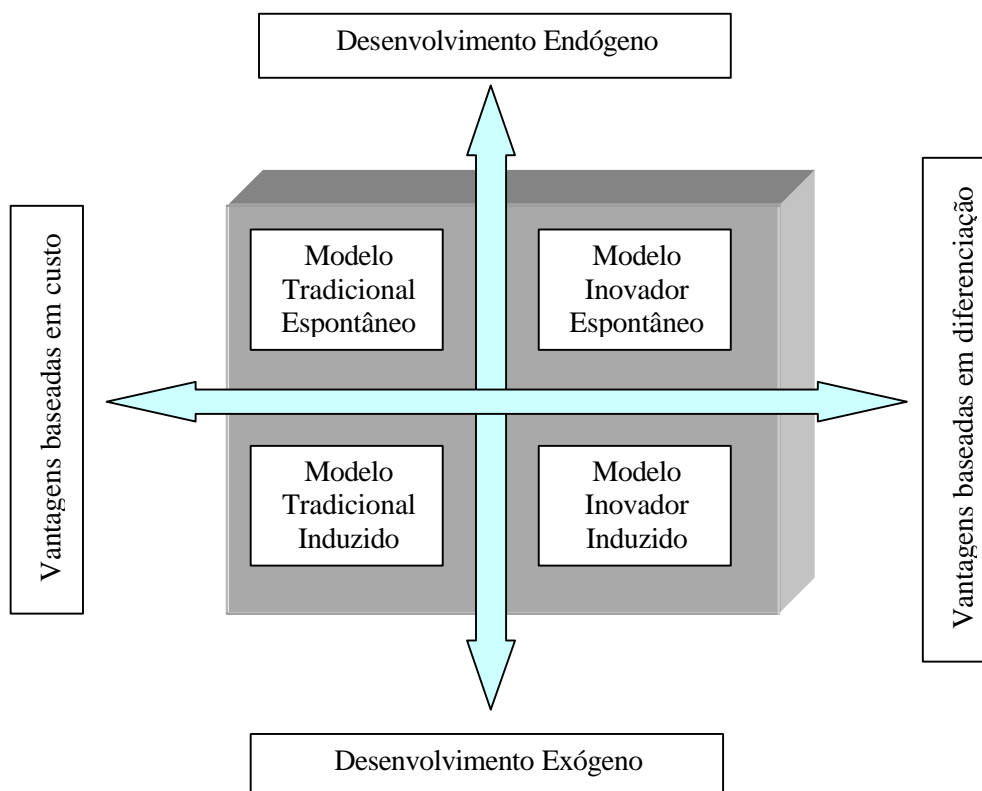 Desenvolvimento Endógeno
Vantagens baseadas em custo
Modelo
Tradicional
Espontâneo
Modelo
Inovador
Espontâneo
Modelo
Tradicional
Induzido
Modelo
Inovador
Induzido
Vantagens baseadas em diferenciação
Desenvolvimento Exógeno